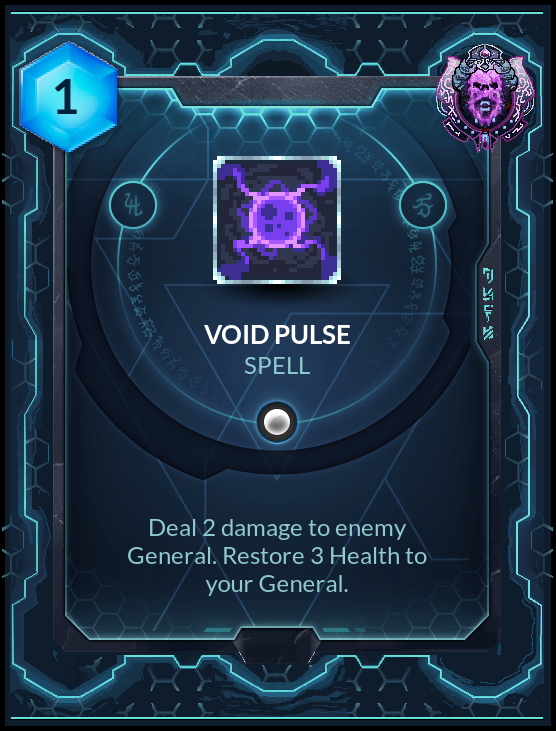 1
VOID PULSE
SPELL
Deal 2 damage to enemy
General. Restore 3 Health to
your General.